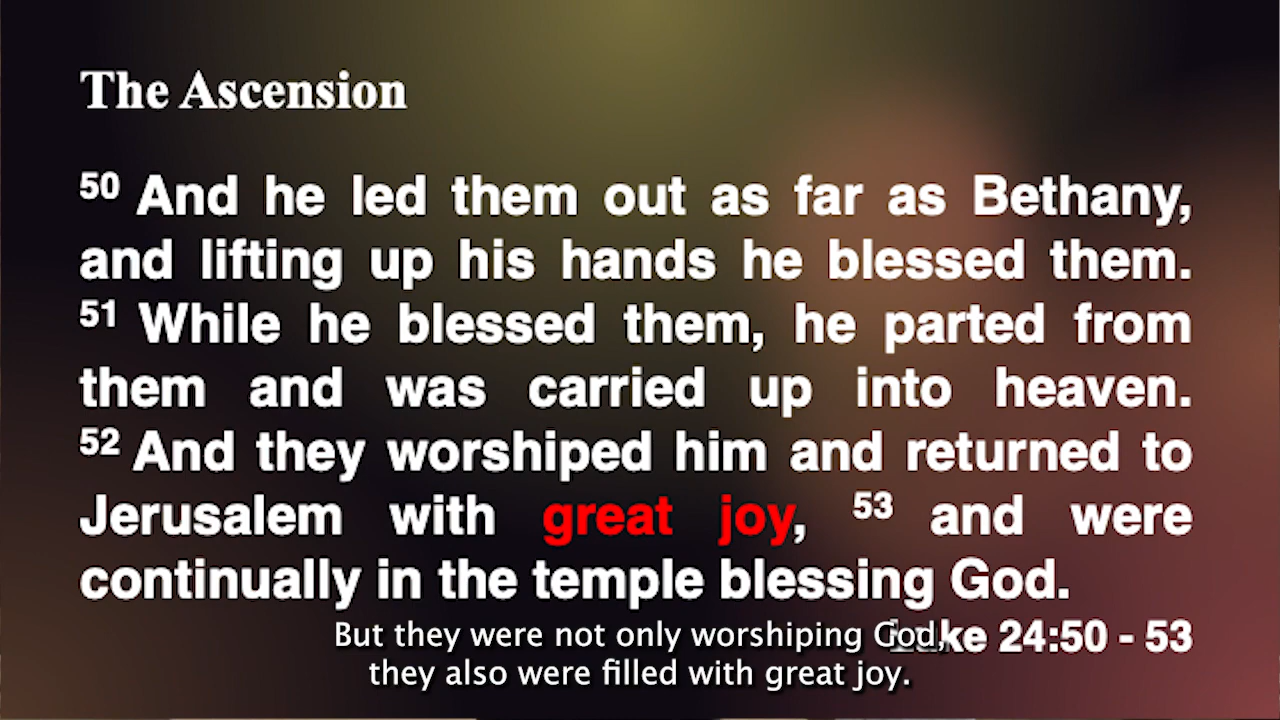 The Ascension
50 And he led them out as far as Bethany,
and lifting up his hands he blessed them.
51 While he blessed them, he parted from
them and was carried up into heaven.
52 And they worshiped him and returned to
Jerusalem with great joy, 53 and were
continually in the temple blessing God.
Luke 24:50 - 53
But they were not only worshiping God,
they also were filled with great joy.